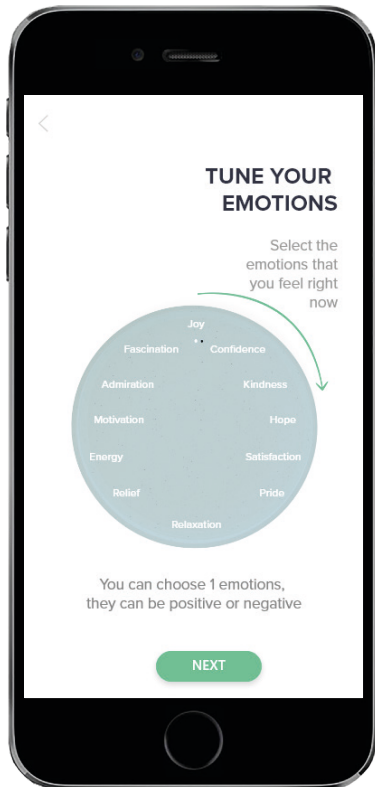 TUNE YOUR
EMOTIONS
Select the
emotions that
you feel right
now
Joy
Fascination
Confidence
Admiration
Kindness
Motivation
Hope
Energy
Satisfaction
Relief
Pride
Relaxation
You can choose 1 emotions,
they can be positive or negative
NEXT